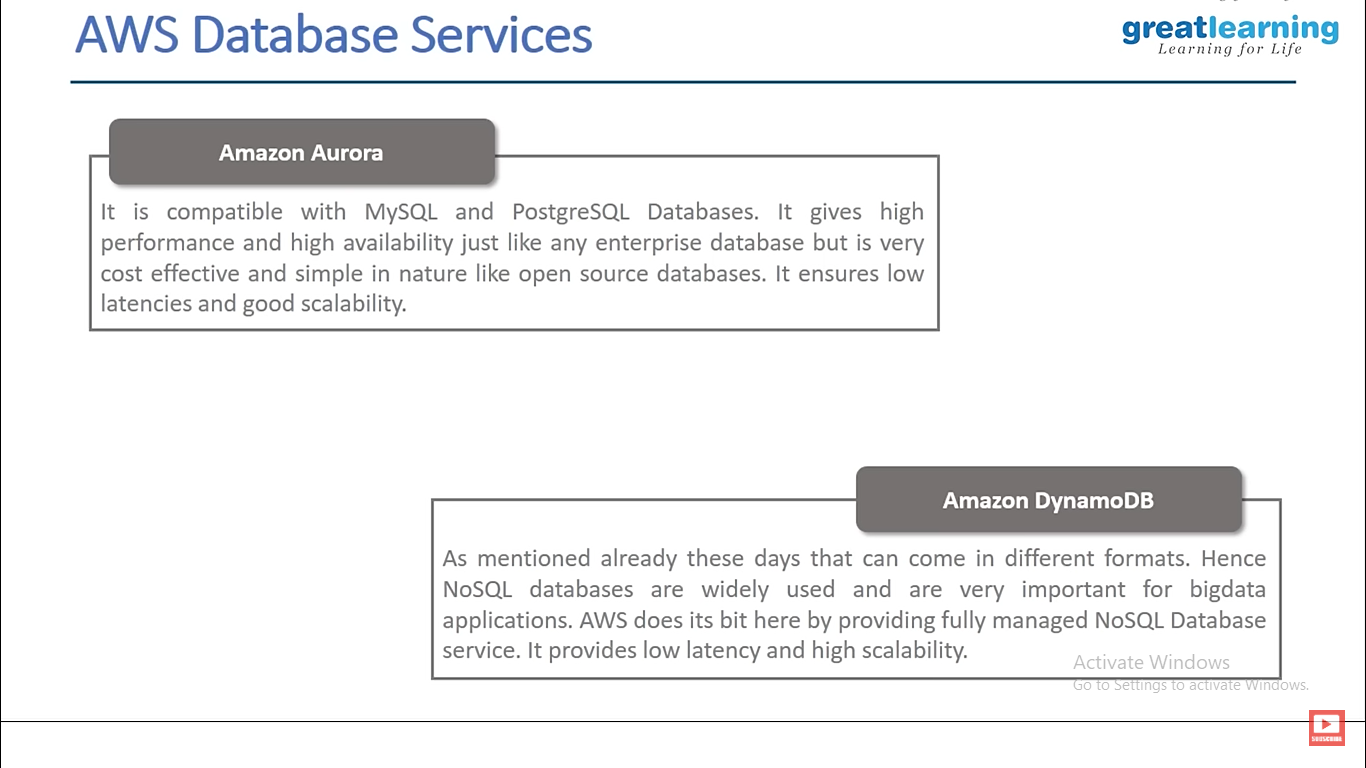 AWS Database Services
greatlearning
Learning for Life
Amazon Aurora
It is compatible with MySQL and PostgreSQL Databases. It gives high
performance and high availability just like any enterprise database but is very
cost effective and simple in nature like open source databases. It ensures low
latencies and good scalability.
Amazon DynamoDB
As mentioned already these days that can come in different formats. Hence
NoSQL databases are widely used and are very important for bigdata
applications. AWS does its bit here by providing fully managed NoSQL Database
service. It provides low latency and high scalability.
Activate Windows
Go to Settings to activate Windows.
SUBSCRIBE